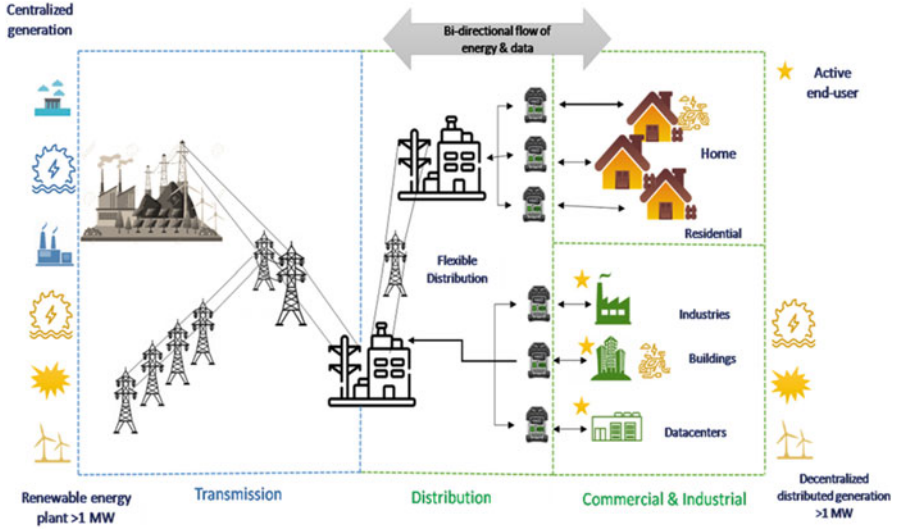 Centralized
generation
Bi-directional flow of
energy & data
Active
end-user
Home
Residential
Flexible
Distribution
Industries
Buildings
Datacenters
Renewable energy
plant >1 MW
Transmission
Distribution
Commercial & Industrial
Decentralized
distributed generation
>1 MW